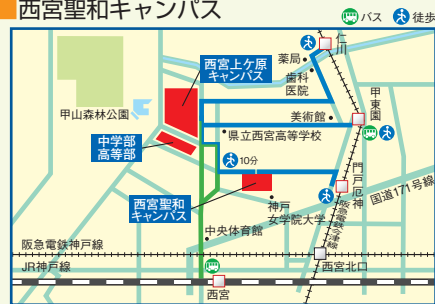 西宮聖和キャンパス
バス
徒歩
西宮上ケ原
キャンパス
薬局
歯科
医院
仁川
甲山森林公園
美術館
甲東園
中学部
高等部
県立西宮高等学校
10分
門戸厄神
西宮聖和
キャンパス
神戸
女学院大学
国道171号線
阪急電鉄今津線
中央体育館
阪急電鉄神戸線
西宮北口
JR神戸線
西宮